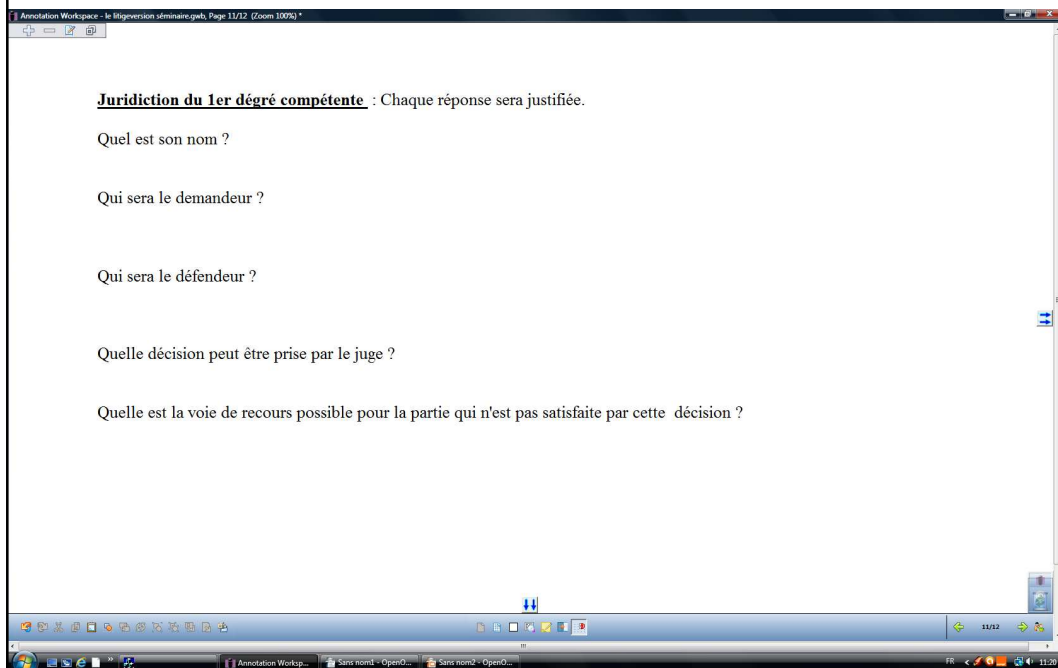 Annotation Workspace - le litigeversion séminaire.gwb, Page 11/12 (Zoom 100%) *
Juridiction du 1er dégré compétente : Chaque réponse sera justifiée.
Quel est son nom ?
Qui sera le demandeur ?
Qui sera le défendeur ?
Quelle décision peut être prise par le juge ?
Quelle est la voie de recours possible pour la partie qui n'est pas satisfaite par cette décision ?
11/12
Annotation Worksp... Sans nom1 - OpenO... Sans nom2 - OpenO... FR 11:20